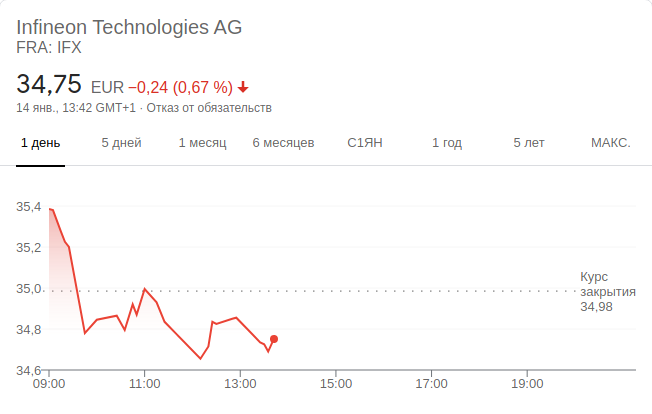 Infineon Technologies AG
FRA: IFX
34,75 EUR −0,24 (0,67 %)
14 янв., 13:42 GMT+1 · Отказ от обязательств
1 день 5 дней 1 месяц 6 месяцев С1ЯН 1 год 5 лет МАКС.
35,4
35,2
35,0
34,8
34,6
Курс
закрытия
34,98
09:00 11:00 13:00 15:00 17:00 19:00